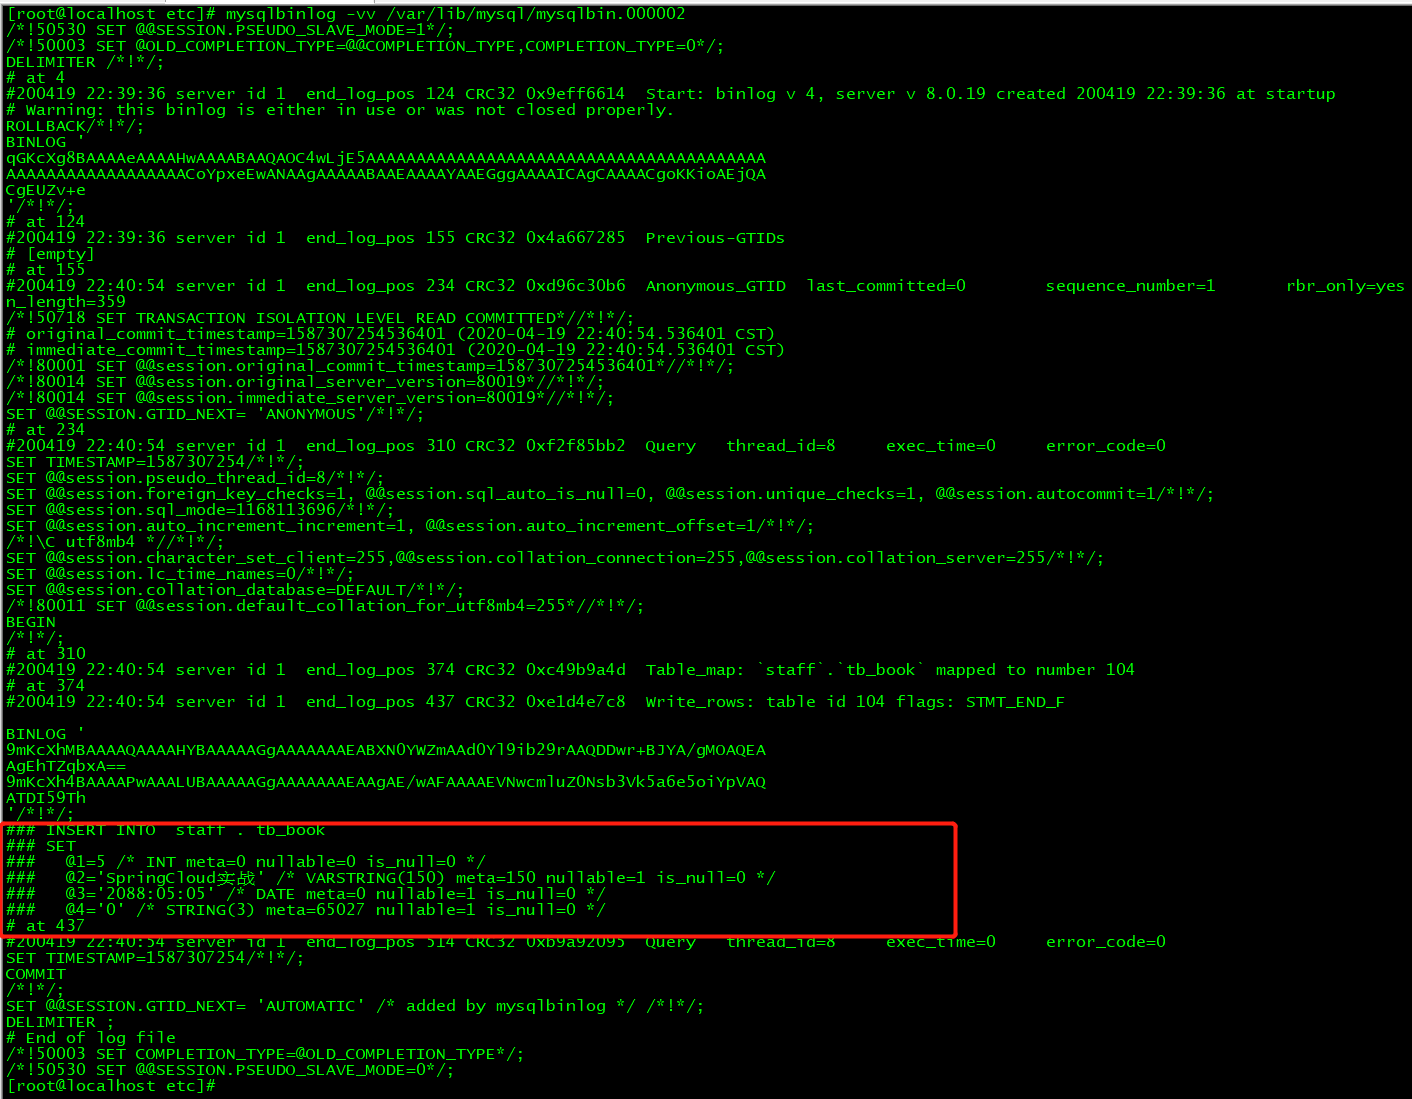 [root@localhost etc]# mysqlbinlog -vv /var/lib/mysql/mysqlbin.000002
/*!50530 SET @@SESSION.PSEUDO_SLAVE_MODE=1*/;
/*!50003 SET @OLD_COMPLETION_TYPE=@@COMPLETION_TYPE,COMPLETION_TYPE=0*/;
DELIMITER /*!*/;
# at 4
#200419 22:39:36 server id 1  end_log_pos 124 CRC32 0x9eff6614  Start: binlog v 4, server v 8.0.19 created 200419 22:39:36 at startup
# Warning: this binlog is either in use or was not closed properly.
ROLLBACK/*!*/;
BINLOG '
qGKcXg8BAAAAeAAAAHwAAAABAAQAOC4wLjE5AAAAAAAAAAAAAAAAAAAAAAAAAAAAAAAAAAAAAAAA
AAAAAAAAAAAAAAAAAACoYpxeEwANAAgAAAAABAAEAAAAYAAEGggAAAAICAgCAAAACgoKKioAEjQA
CgEUZv+e
'/*!*/;
# at 124
#200419 22:39:36 server id 1  end_log_pos 155 CRC32 0x4a667285  Previous-GTIDs
# [empty]
# at 155
#200419 22:40:54 server id 1  end_log_pos 234 CRC32 0xd96c30b6  Anonymous_GTID  last_committed=0        sequence_number=1       rbr_only=yes
n_length=359
/*!50718 SET TRANSACTION ISOLATION LEVEL READ COMMITTED*//*!*/;
# original_commit_timestamp=1587307254536401 (2020-04-19 22:40:54.536401 CST)
# immediate_commit_timestamp=1587307254536401 (2020-04-19 22:40:54.536401 CST)
/*!80001 SET @@session.original_commit_timestamp=1587307254536401*//*!*/;
/*!80014 SET @@session.original_server_version=80019*//*!*/;
/*!80014 SET @@session.immediate_server_version=80019*//*!*/;
SET @@SESSION.GTID_NEXT= 'ANONYMOUS'/*!*/;
# at 234
#200419 22:40:54 server id 1  end_log_pos 310 CRC32 0xf2f85bb2  Query   thread_id=8     exec_time=0     error_code=0
SET TIMESTAMP=1587307254/*!*/;
SET @@session.pseudo_thread_id=8/*!*/;
SET @@session.foreign_key_checks=1, @@session.sql_auto_is_null=0, @@session.unique_checks=1, @@session.autocommit=1/*!*/;
SET @@session.sql_mode=1168113696/*!*/;
SET @@session.auto_increment_increment=1, @@session.auto_increment_offset=1/*!*/;
/*!\C utf8mb4 *//*!*/;
SET @@session.character_set_client=255,@@session.collation_connection=255,@@session.collation_server=255/*!*/;
SET @@session.lc_time_names=0/*!*/;
SET @@session.collation_database=DEFAULT/*!*/;
/*!80011 SET @@session.default_collation_for_utf8mb4=255*//*!*/;
BEGIN
/*!*/;
# at 310
#200419 22:40:54 server id 1  end_log_pos 374 CRC32 0xc49b9a4d  Table_map: `staff`.`tb_book` mapped to number 104
# at 374
#200419 22:40:54 server id 1  end_log_pos 437 CRC32 0xe1d4e7c8  Write_rows: table id 104 flags: STMT_END_F
BINLOG '
9mKcXhMBAAAAQAAAAHYBAAAAAGgAAAAAAAEABXN0YWZmAAd0Yl9ib29rAAQDDwr+BJYA/gMOAQEA
AgEhTZqbxA==
9mKcXh4BAAAAPwAAALUBAAAAAGgAAAAAAAEAAgAE/wAFAAAAEVNwcmluZ0Nsb3Vk5a6e5oiYpVAQ
ATDI59Th
'/*!*/;
### INSERT INTO  staff . tb_book
### SET
###   @1=5 /* INT meta=0 nullable=0 is_null=0 */
###   @2='SpringCloud实战' /* VARSTRING(150) meta=150 nullable=1 is_null=0 */
###   @3='2088:05:05' /* DATE meta=0 nullable=1 is_null=0 */
###   @4='0' /* STRING(3) meta=65027 nullable=1 is_null=0 */
# at 437
#200419 22:40:54 server id 1  end_log_pos 514 CRC32 0xb9a92095  Query   thread_id=8     exec_time=0     error_code=0
SET TIMESTAMP=1587307254/*!*/;
COMMIT
/*!*/;
SET @@SESSION.GTID_NEXT= 'AUTOMATIC' /* added by mysqlbinlog */ /*!*/;
DELIMITER ;
# End of log file
/*!50003 SET COMPLETION_TYPE=@OLD_COMPLETION_TYPE*/;
/*!50530 SET @@SESSION.PSEUDO_SLAVE_MODE=0*/;
[root@localhost etc]#